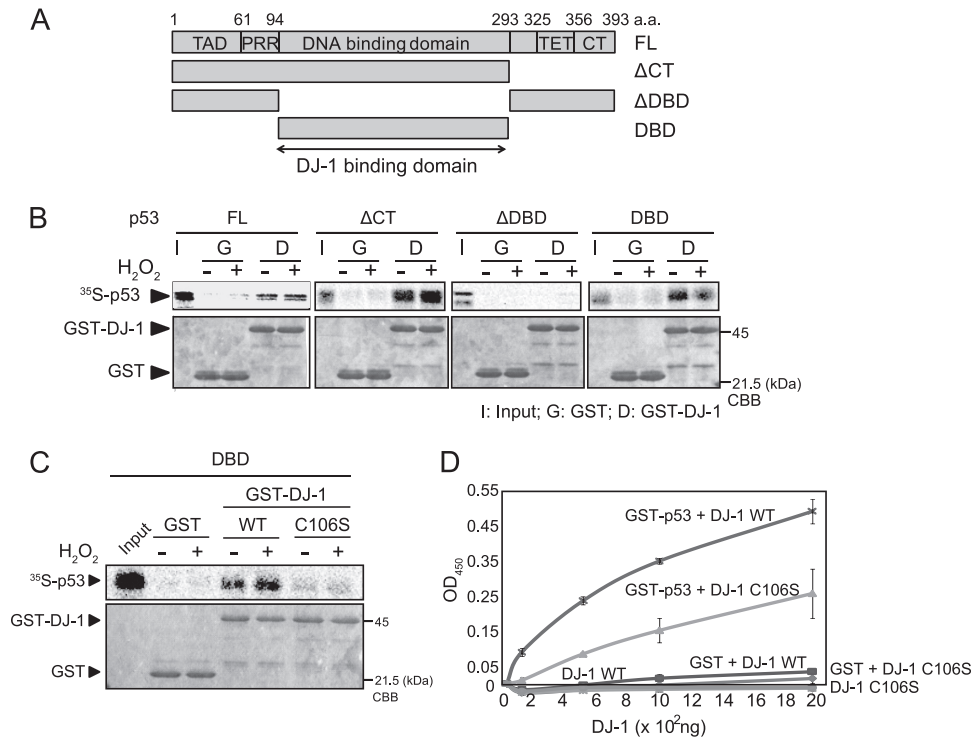 A
1 61 94 293 325 356 393 a.a.
TAD PRR DNA binding domain TET CT FL
ΔCT
ΔDBD
DBD
DJ-1 binding domain
B
p53 FL ΔCT ΔDBD DBD
I G D I G D I G D I G D
H₂O₂ - + - + - + - + - + - + - + - +
³⁵S-p53
GST-DJ-1 45
GST 21.5 (kDa)
CBB
I: Input; G: GST; D: GST-DJ-1
C
DBD
GST-DJ-1
Input GST WT C106S
H₂O₂ - + - + - +
³⁵S-p53
GST-DJ-1 45
GST 21.5 (kDa)
CBB
D
0.55
0.45
0.35
0.25
0.15
0.05
0
OD₄₅₀
GST-p53 + DJ-1 WT
GST-p53 + DJ-1 C106S
DJ-1 WT
GST + DJ-1 WT
GST + DJ-1 C106S
DJ-1 C106S
0 2 4 6 8 10 12 14 16 18 20
DJ-1 (x 10²ng)